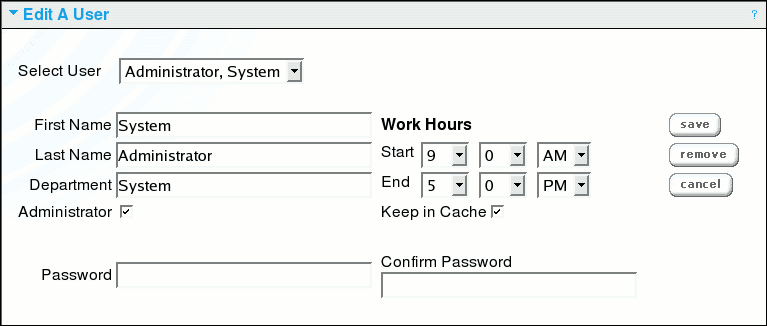 Edit A User ?
Select User Administrator, System
First Name System Work Hours save
Last Name Administrator Start 9 0 AM remove
Department System End 5 0 PM cancel
Administrator Keep in Cache
Password Confirm Password